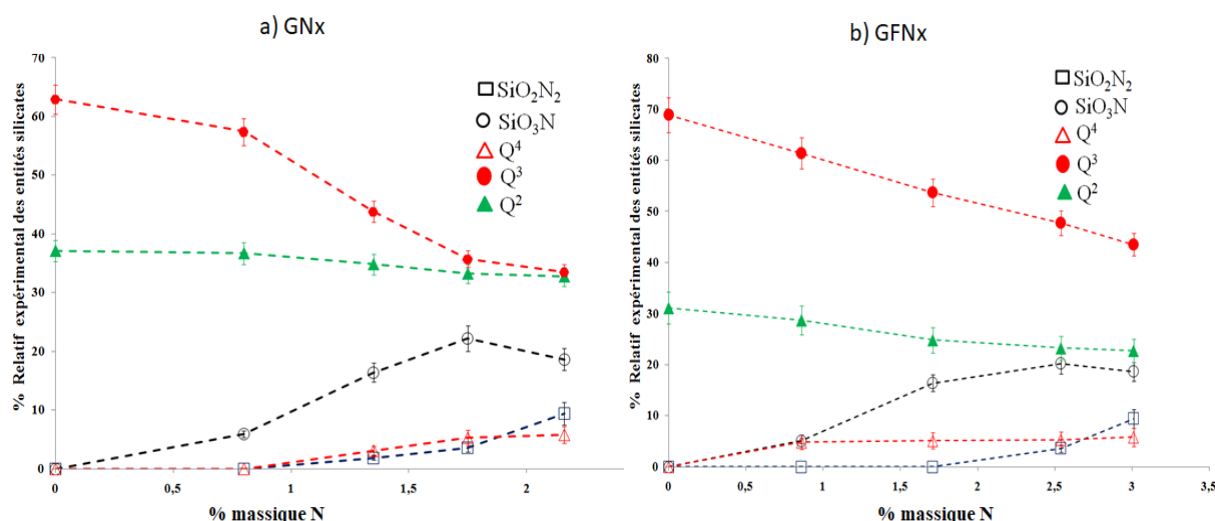 a) GNx
% Relatif expérimental des entités silicates
70
60
50
40
30
20
10
0
SiO₂N₂
SiO₃N
Q⁴
Q³
Q²
0
0,5
1
1,5
2
% massique N
b) GFNx
% Relatif expérimental des entités silicates
80
70
60
50
40
30
20
10
0
SiO₂N₂
SiO₃N
Q⁴
Q³
Q²
0
0,5
1
1,5
2
2,5
3
3,5
% massique N